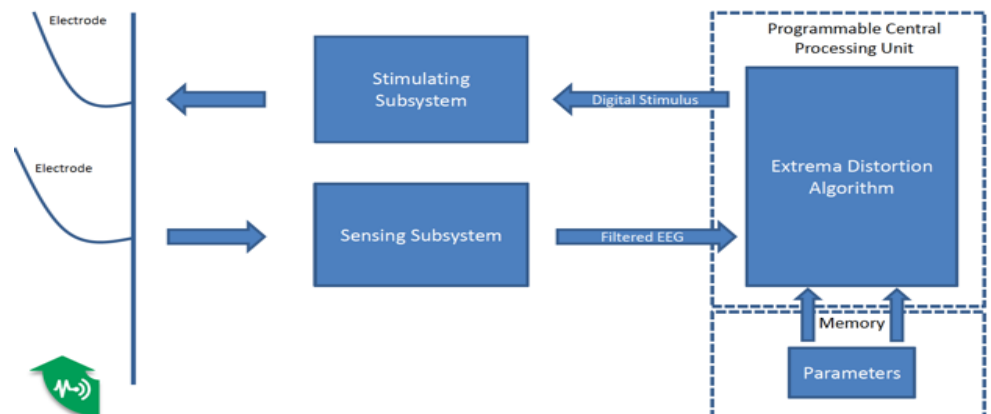 Electrode
Stimulating
Subsystem
Digital Stimulus
Programmable Central
Processing Unit
Extrema Distortion
Algorithm
Electrode
Sensing Subsystem
Filtered EEG
Memory
Parameters